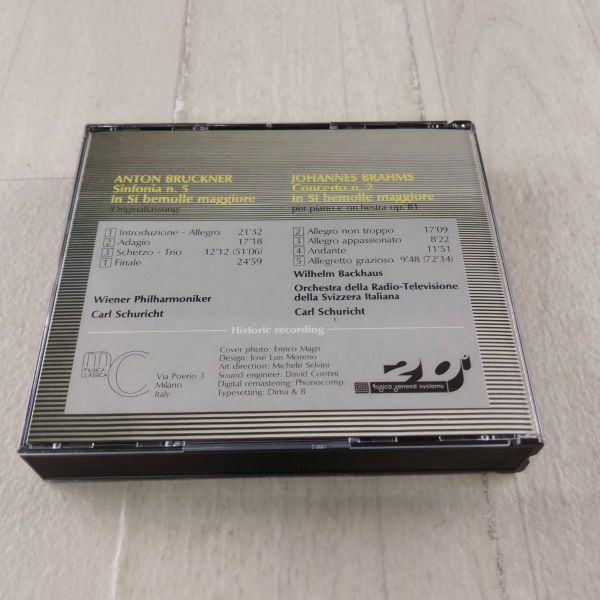 ANTON BRUCKNER
Sinfonia n. 5
in Si bemolle maggiore
(Originalfassung)
1 Introduzione - Allegro 21'32
2 Adagio 17'18
3 Scherzo - Trio 12'12 (51'06)
1 Finale 24'59
Wiener Philharmoniker
Carl Schuricht
JOHANNES BRAHMS
Concerto n. 2
in Si bemolle maggiore
per piano e orchestra op. 83
2 Allegro non troppo 17'09
3 Allegro appassionato 8'22
4 Andante 11'51
5 Allegretto grazioso 9'48 (72'34)
Wilhelm Backhaus
Orchestra della Radio-Televisione
della Svizzera Italiana
Carl Schuricht
Historic recording
mC
MUSICA
CLASSICA
Via Poerio 3
Milano
Italy
Cover photo: Enrico Magri
Design: José Luis Moreno
Art direction: Michele Selvini
Sound engineer: David Contini
Digital remastering: Phonocomp
Typesetting: Dima & B
logica general systems